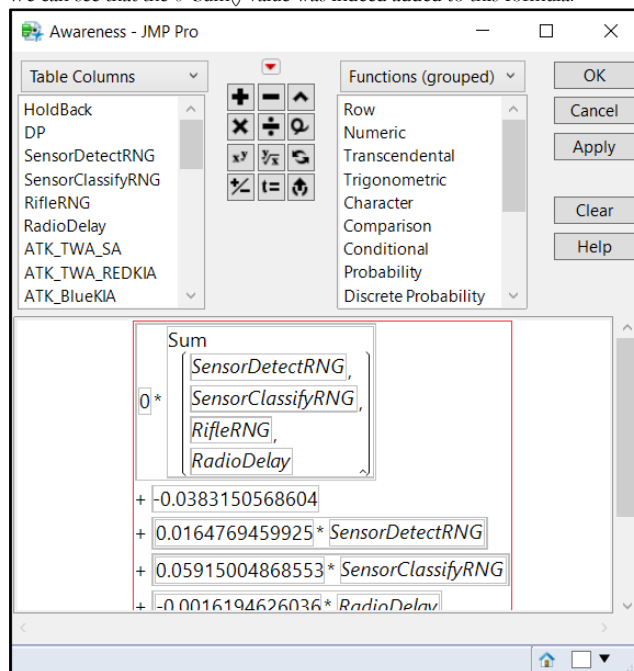 We can see that the 0*Sum() value was indeed added to this formula.
Awareness - JMP Pro
Table Columns
Functions (grouped)
OK
Cancel
Apply
Clear
Help
HoldBack
DP
SensorDetectRNG
SensorClassifyRNG
RifleRNG
RadioDelay
ATK_TWA_SA
ATK_TWA_REDKIA
ATK_BlueKIA
Row
Numeric
Transcendental
Trigonometric
Character
Comparison
Conditional
Probability
Discrete Probability
Sum
SensorDetectRNG,
0* SensorClassifyRNG,
RifleRNG,
RadioDelay
+ -0.0383150568604
+ 0.0164769459925* SensorDetectRNG
+ 0.05915004868553* SensorClassifyRNG
+ -0.0016194626036* RadioDelay